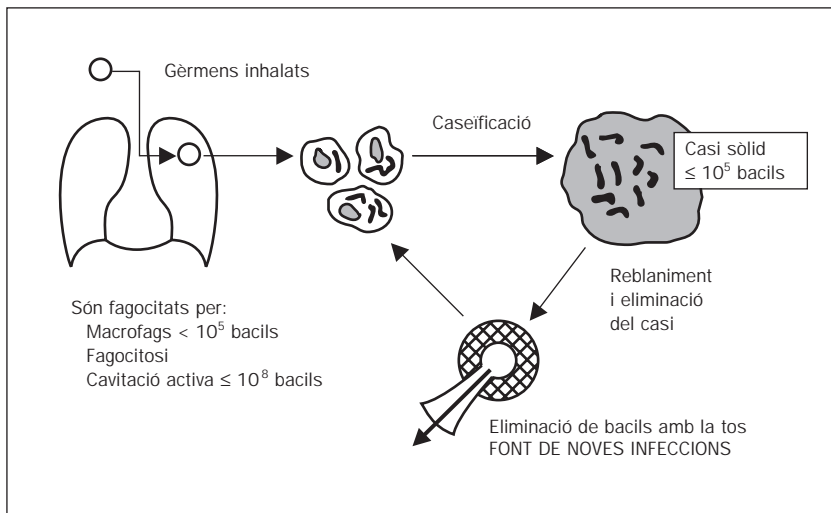 Gèrmens inhalats
Caseïficació
Casi sòlid
≤ 10⁵ bacils
Reblaniment
i eliminació
del casi
Són fagocitats per:
Macrofags < 10⁵ bacils
Fagocitosi
Cavitació activa ≤ 10⁸ bacils
Eliminació de bacils amb la tos
FONT DE NOVES INFECCIONS